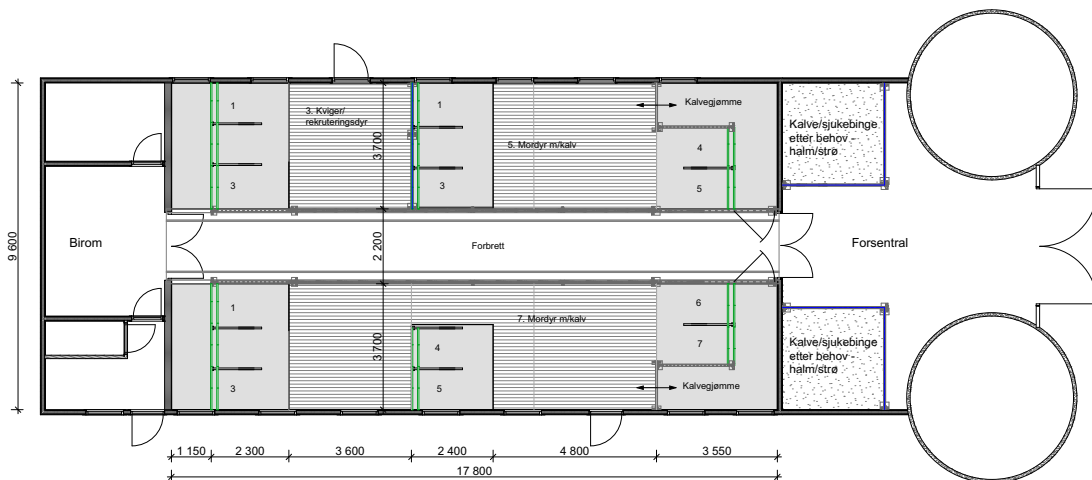 1
3. Kviger/
rekruteringsdyr
3
3 700
1
3
5. Mordyr m/kalv
Kalvegjømme
4
5
Kalve/sjukebinge
etter behov -
halm/strø
9 600
Birom
2 200
Forbrett
Forsentral
1
3
3 700
7. Mordyr m/kalv
4
5
6
7
Kalvegjømme
Kalve/sjukebinge
etter behov -
halm/strø
1 150
2 300
3 600
2 400
4 800
3 550
17 800